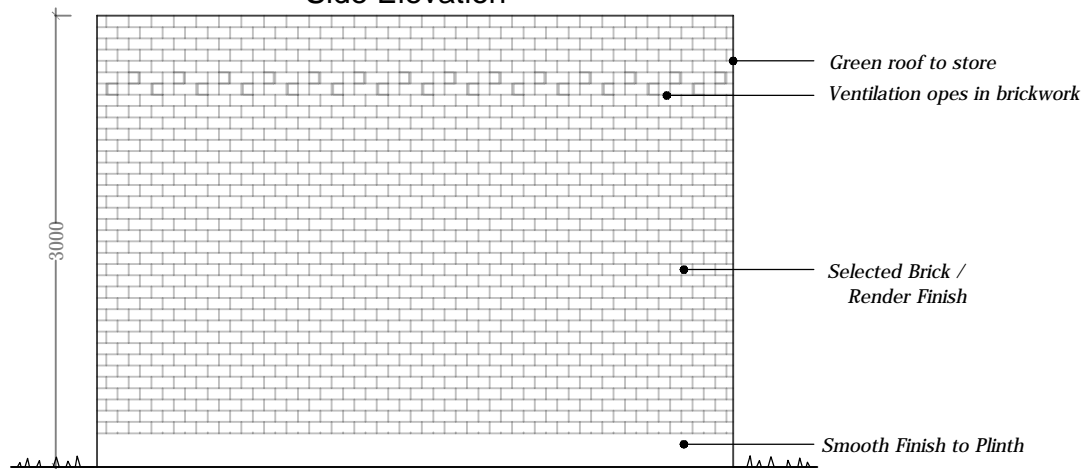 Side Elevation
Green roof to store
Ventilation opes in brickwork
3000
Selected Brick /
Render Finish
Smooth Finish to Plinth